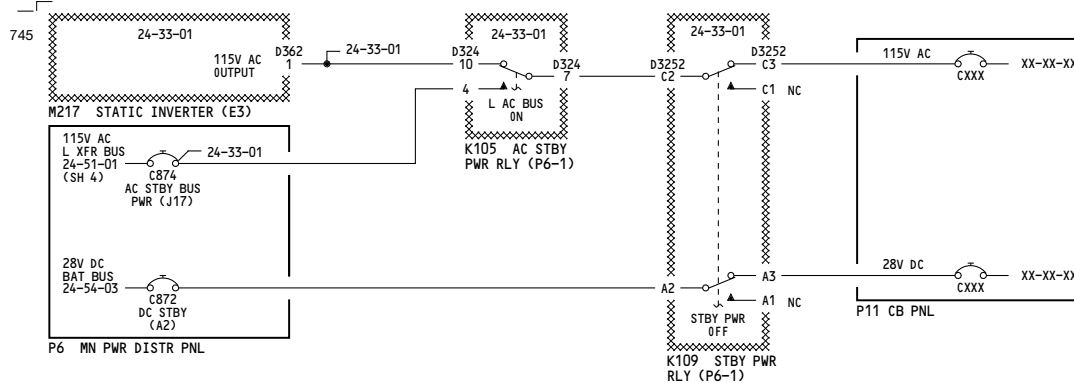 745
24-33-01
115V AC
OUTPUT
D362
1
24-33-01
M217 STATIC INVERTER (E3)
24-33-01
D324
10
4
D324
7
L AC BUS
ON
K105 AC STBY
PWR RLY (P6-1)
24-33-01
D3252
C2
D3252
C3
C1 NC
A2
A3
A1 NC
STBY PWR
OFF
K109 STBY PWR
RLY (P6-1)
115V AC
L XFR BUS
24-51-01
(SH 4)
24-33-01
C874
AC STBY BUS
PWR (J17)
28V DC
BAT BUS
24-54-03
C872
DC STBY
(A2)
P6 MN PWR DISTR PNL
115V AC
CXXX
XX-XX-XX
28V DC
CXXX
XX-XX-XX
P11 CB PNL